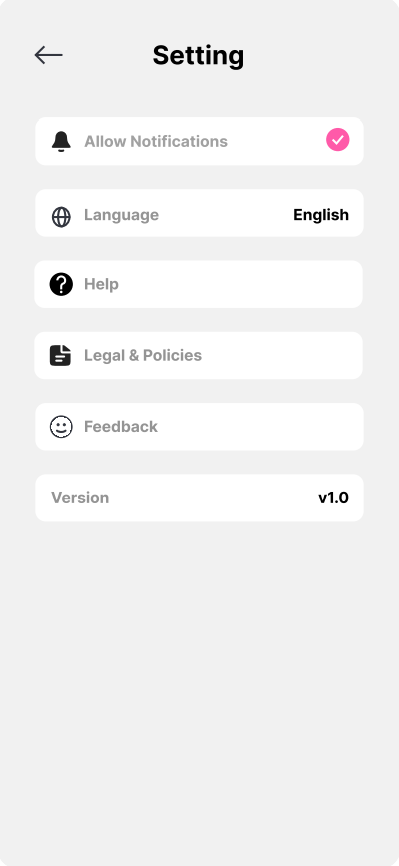 Setting
Allow Notifications
Language English
Help
Legal & Policies
Feedback
Version v1.0